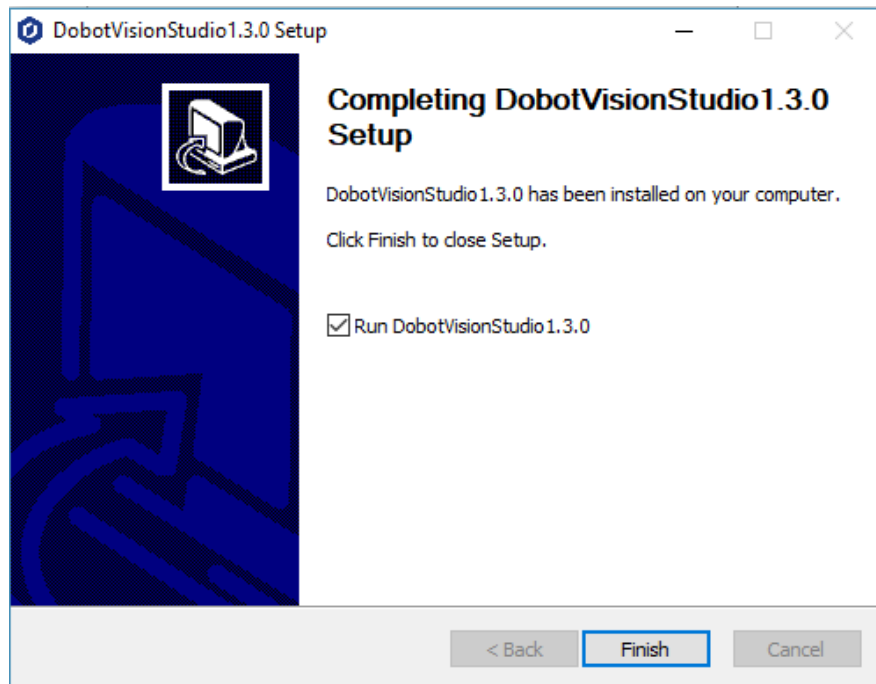 DobotVisionStudio1.3.0 Setup
Completing DobotVisionStudio1.3.0
Setup
DobotVisionStudio1.3.0 has been installed on your computer.
Click Finish to close Setup.
Run DobotVisionStudio1.3.0
< Back Finish Cancel